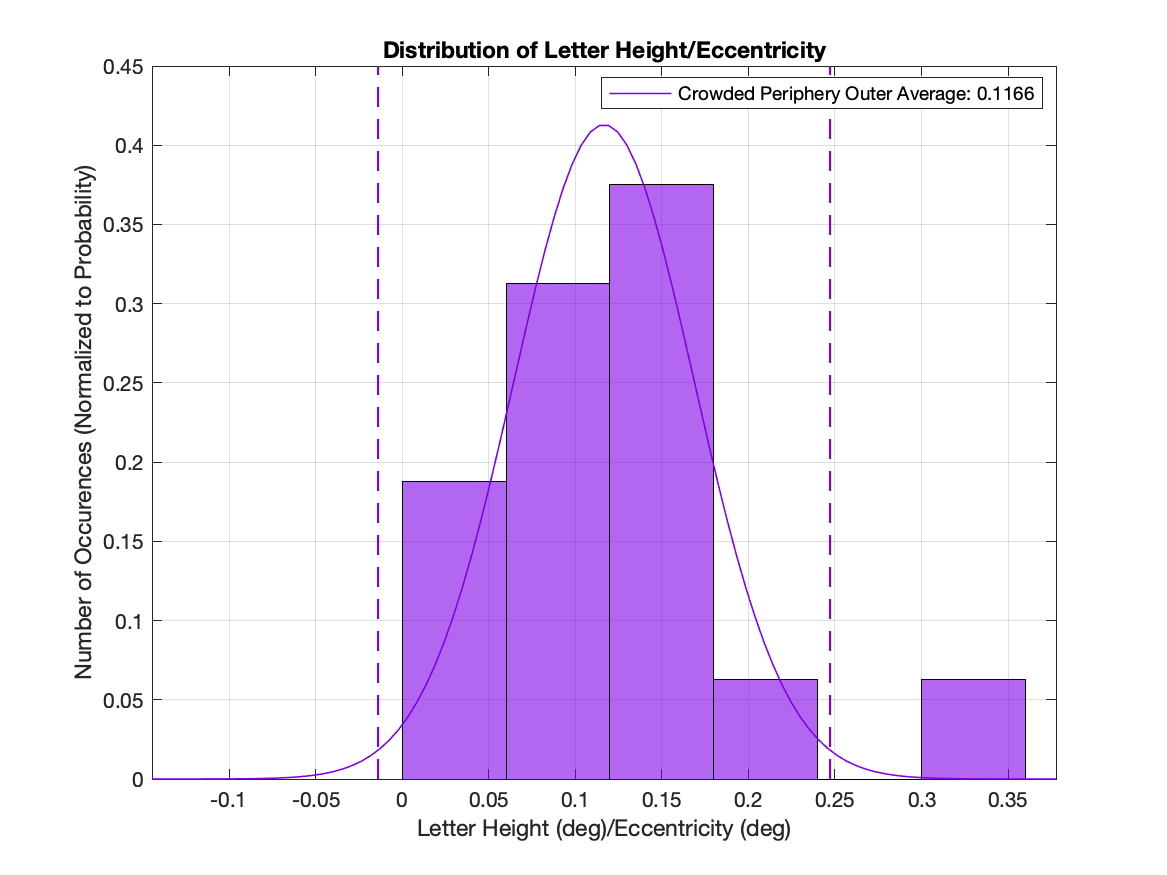 Distribution of Letter Height/Eccentricity
Crowded Periphery Outer Average: 0.1166
Number of Occurences (Normalized to Probability)
0.45
0.4
0.35
0.3
0.25
0.2
0.15
0.1
0.05
0
-0.1 -0.05 0 0.05 0.1 0.15 0.2 0.25 0.3 0.35
Letter Height (deg)/Eccentricity (deg)